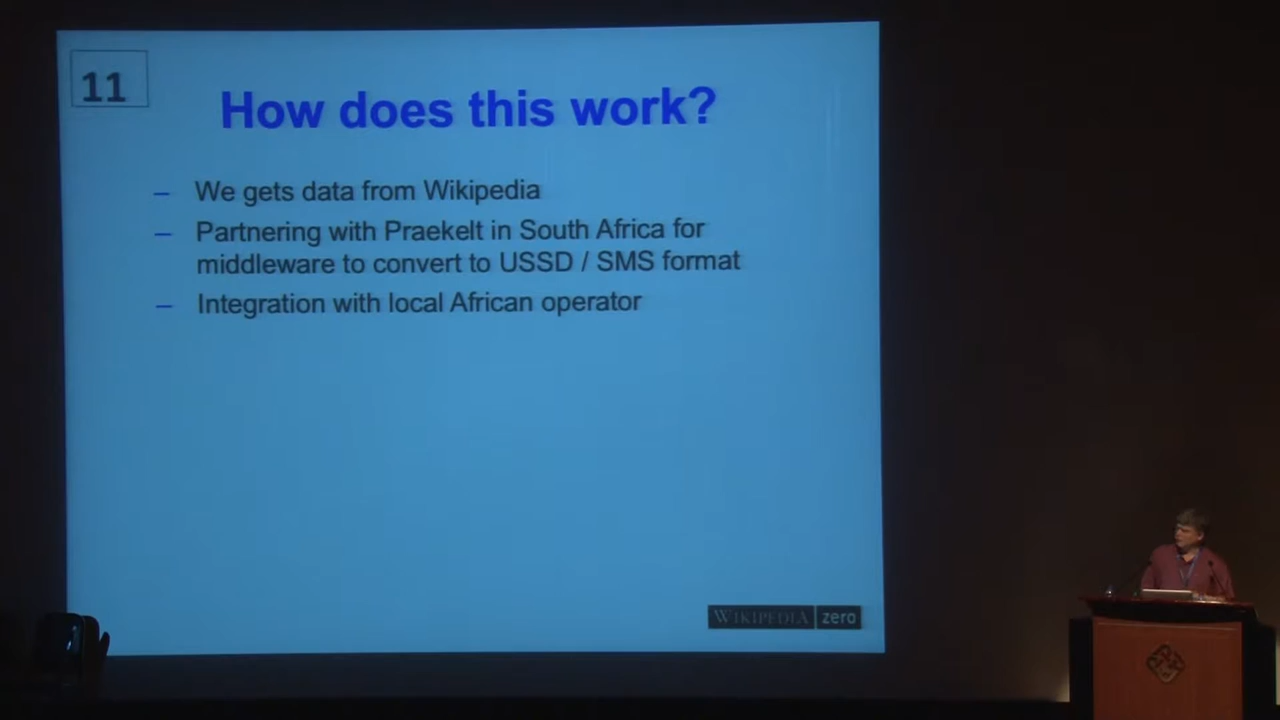 11
How does this work?
– We gets data from Wikipedia
– Partnering with Praekelt in South Africa for
middleware to convert to USSD / SMS format
– Integration with local African operator
WIKIPEDIA zero